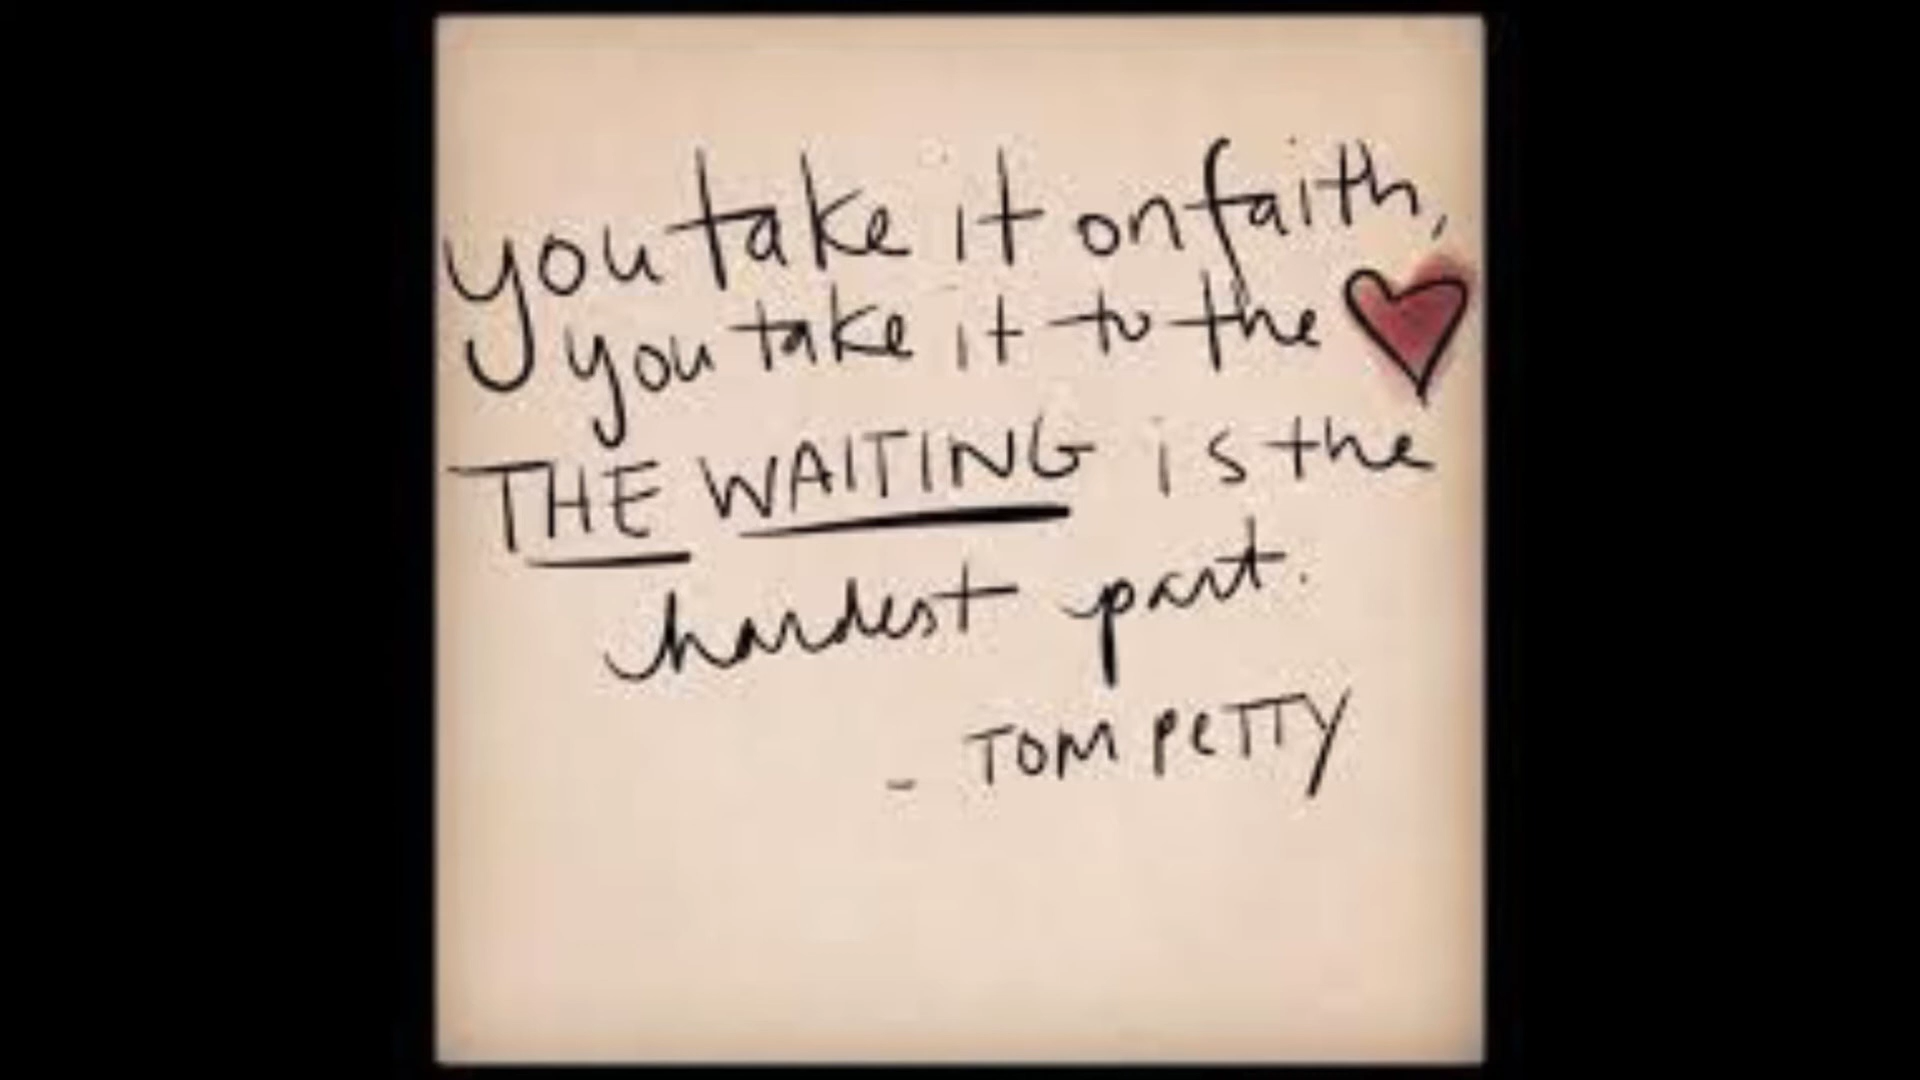 you take it on faith,
you take it to the
THE WAITING is the
hardest part.
- TOM PeTTY